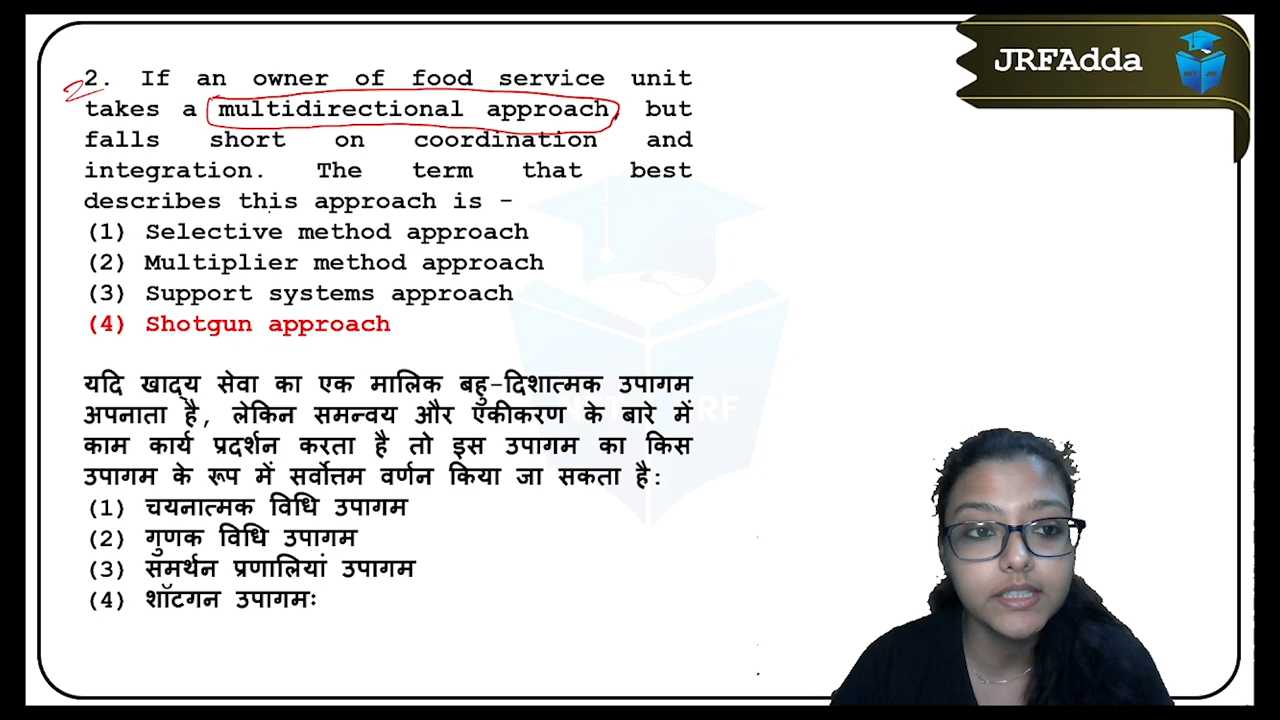 JRFAdda
2. If an owner of food service unit
takes a multidirectional approach, but
falls short on coordination and
integration. The term that best
describes this approach is -
(1) Selective method approach
(2) Multiplier method approach
(3) Support systems approach
(4) Shotgun approach
यदि खाद्य सेवा का एक मालिक बहु-दिशात्मक उपागम
अपनाता है, लेकिन समन्वय और एकीकरण के बारे में
काम कार्य प्रदर्शन करता है तो इस उपागम का किस
उपागम के रूप में सर्वोत्तम वर्णन किया जा सकता है:
(1) चयनात्मक विधि उपागम
(2) गुणक विधि उपागम
(3) समर्थन प्रणालियां उपागम
(4) शॉटगन उपागमः